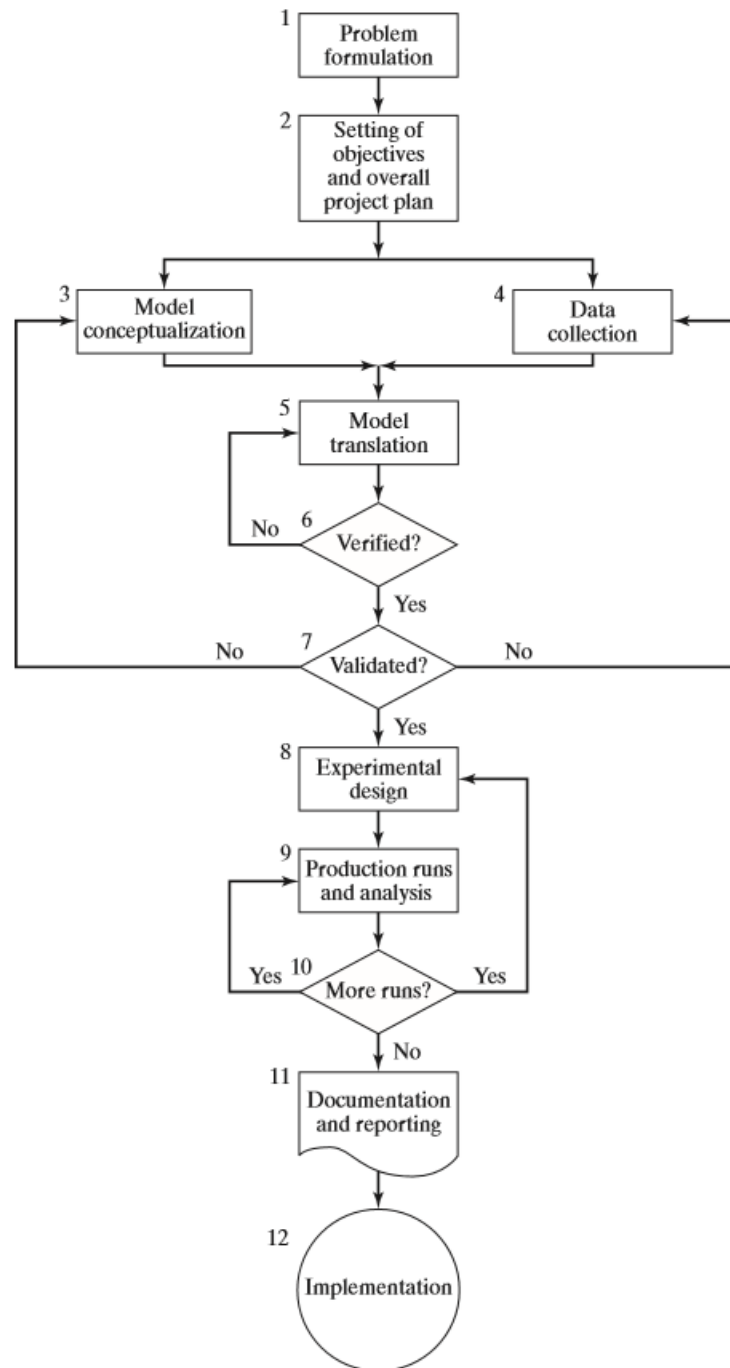 1
Problem
formulation
2
Setting of
objectives
and overall
project plan
3
Model
conceptualization
4
Data
collection
5
Model
translation
6
No
Verified?
Yes
7
No
Validated?
No
Yes
8
Experimental
design
9
Production runs
and analysis
10
Yes
More runs?
Yes
No
11
Documentation
and reporting
12
Implementation